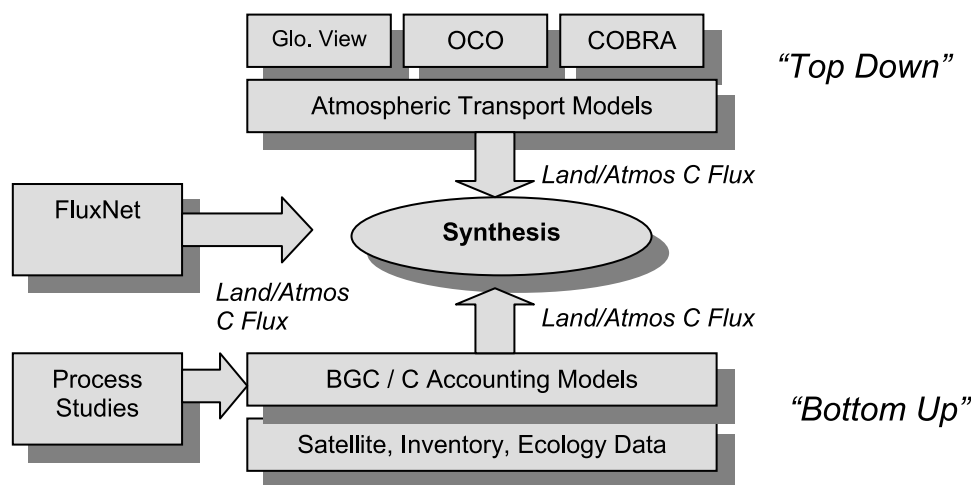 Glo. View
OCO
COBRA
“Top Down”
Atmospheric Transport Models
Land/Atmos C Flux
FluxNet
Synthesis
Land/Atmos
C Flux
Land/Atmos C Flux
Process
Studies
BGC / C Accounting Models
“Bottom Up”
Satellite, Inventory, Ecology Data